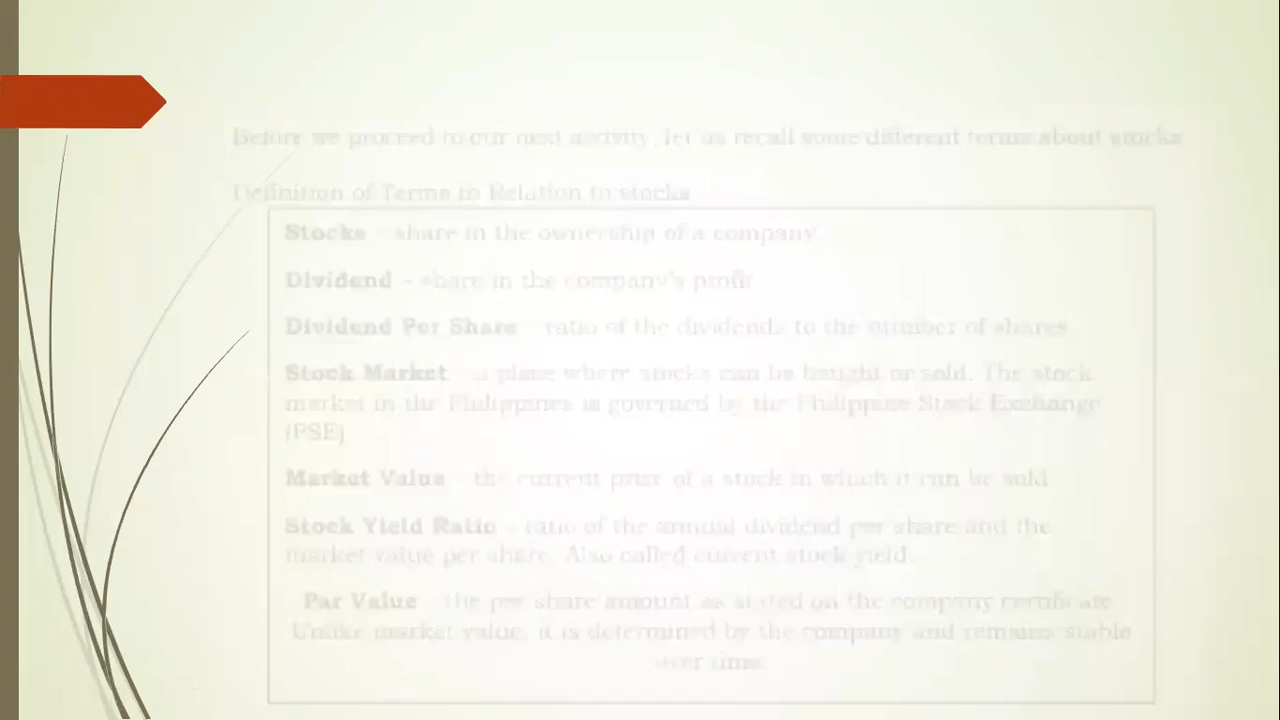 Before we proceed to our next activity, let us recall some different terms about stocks
Definition of Terms in Relation to stocks
Stocks – share in the ownership of a company
Dividend – share in the company's profit
Dividend Per Share – ratio of the dividends to the number of shares
Stock Market – a place where stocks can be bought or sold. The stock
market in the Philippines is governed by the Philippine Stock Exchange
(PSE)
Market Value – the current price of a stock in which it can be sold
Stock Yield Ratio – ratio of the annual dividend per share and the
market value per share. Also called current stock yield.
Par Value – the per share amount as stated on the company certificate
Unlike market value, it is determined by the company and remains stable
over time